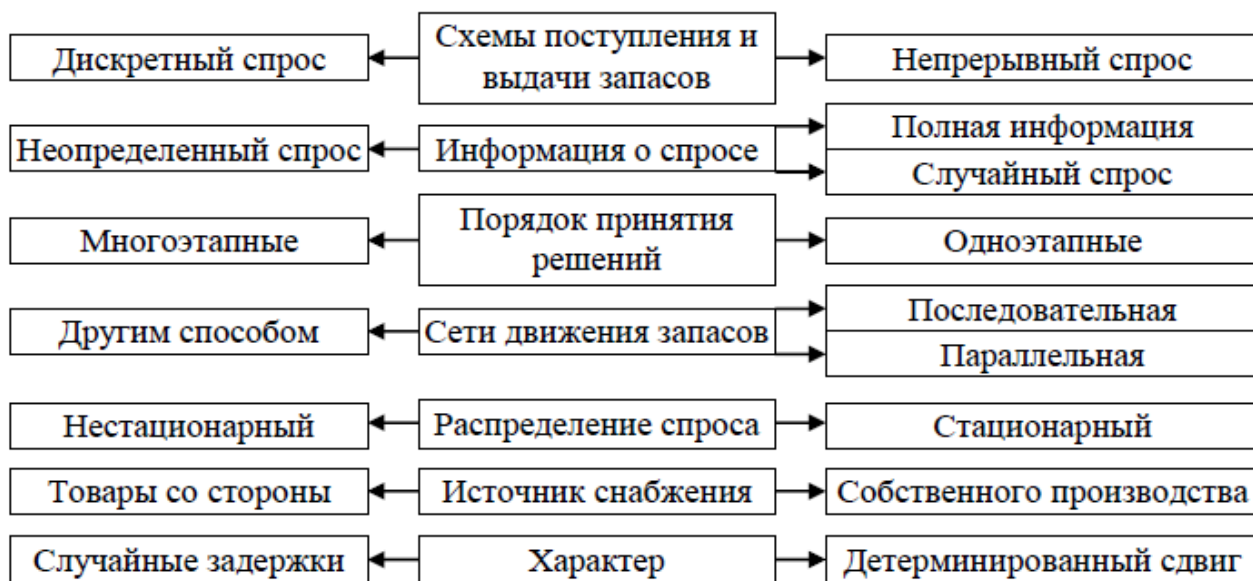 Дискретный спрос
Схемы поступления и
выдачи запасов
Непрерывный спрос
Неопределенный спрос
Информация о спросе
Полная информация
Случайный спрос
Многоэтапные
Порядок принятия
решений
Одноэтапные
Другим способом
Сети движения запасов
Последовательная
Параллельная
Нестационарный
Распределение спроса
Стационарный
Товары со стороны
Источник снабжения
Собственного производства
Случайные задержки
Характер
Детерминированный сдвиг